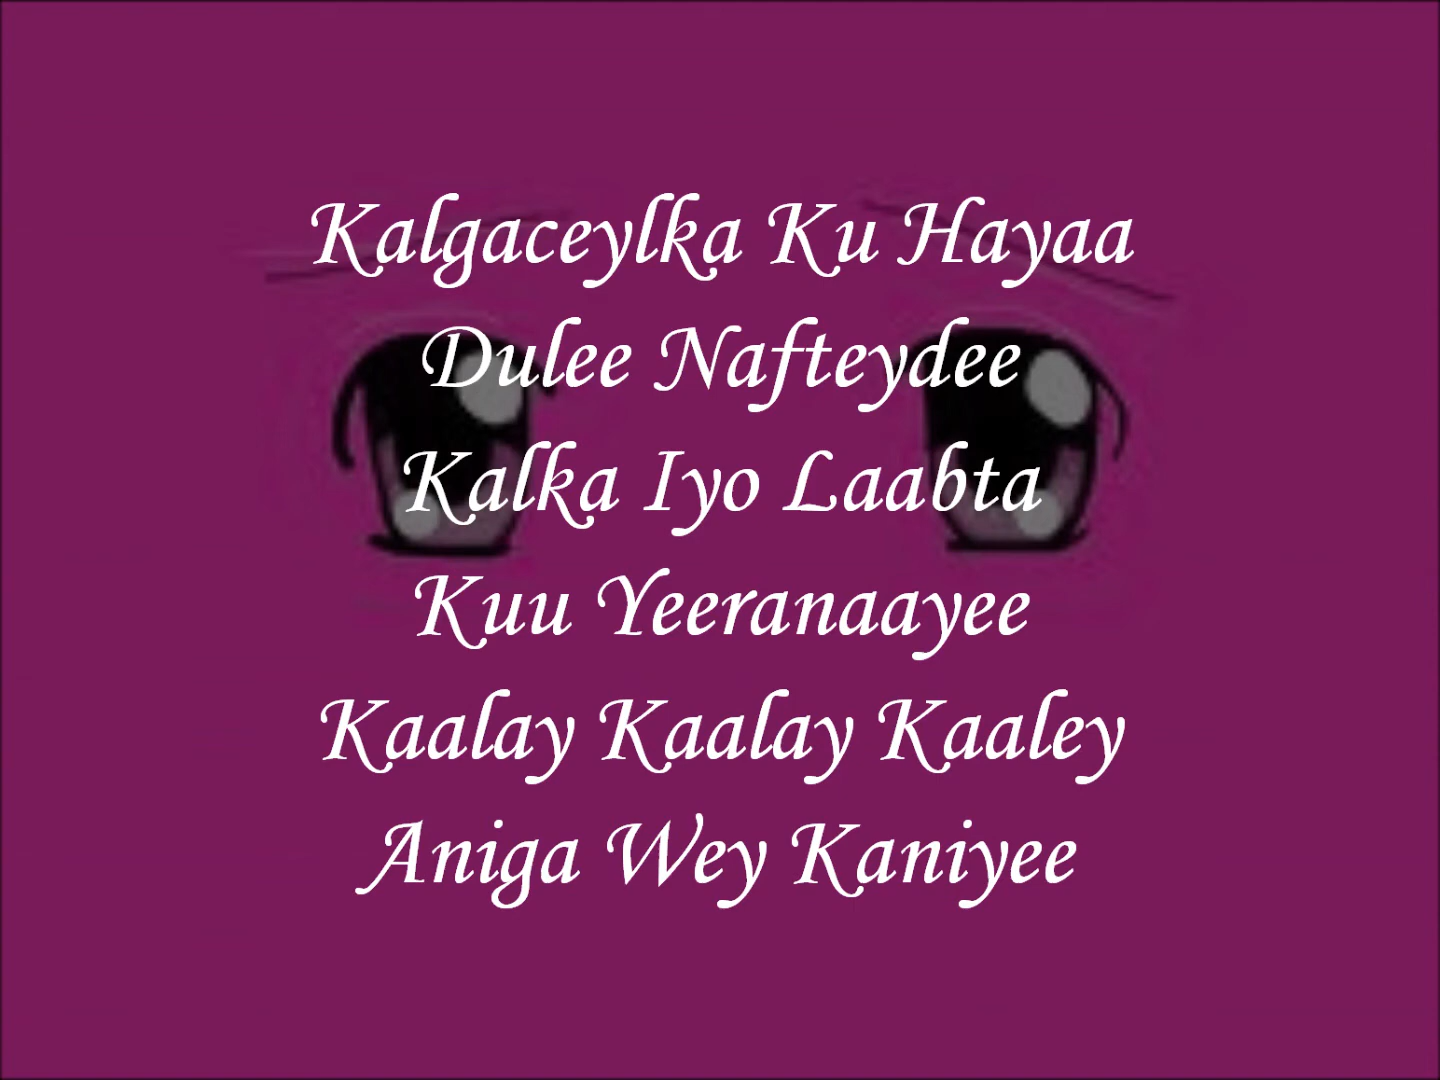 Kalgaceylka Ku Hayaa
Dulee Nafteydee
Kalka Iyo Laabta
Kuu Yeeranaayee
Kaalay Kaalay Kaaley
Aniga Wey Kaniyee